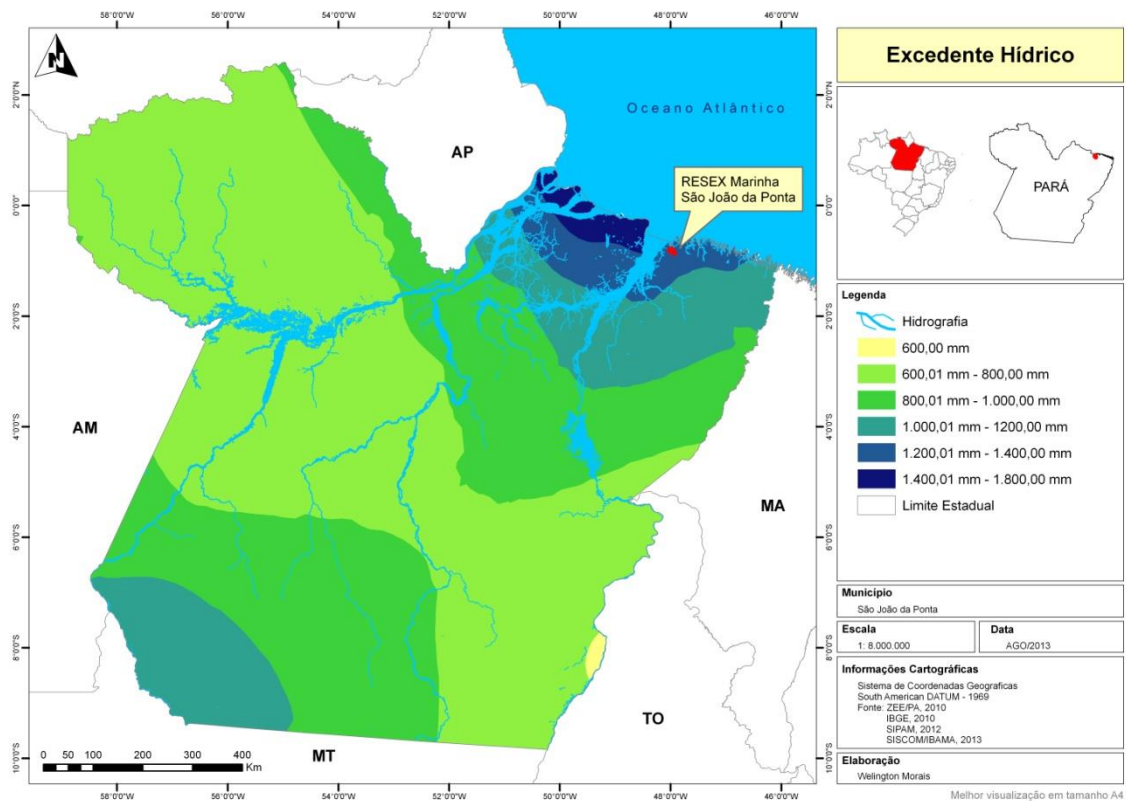 58°0'0"W 56°0'0"W 54°0'0"W 52°0'0"W 50°0'0"W 48°0'0"W 46°0'0"W
N
2°0'0"N
0°0'0"
2°0'0"S
4°0'0"S
6°0'0"S
8°0'0"S
10°0'0"S
Oceano Atlântico
AP
RESEX Marinha
São João da Ponta
AM
MA
TO
MT
0 50 100 200 300 400
Km
2°0'0"N
0°0'0"
2°0'0"S
4°0'0"S
6°0'0"S
8°0'0"S
10°0'0"S
58°0'0"W 56°0'0"W 54°0'0"W 52°0'0"W 50°0'0"W 48°0'0"W 46°0'0"W
Excedente Hídrico
PARÁ
Legenda
Hidrografia
600,00 mm
600,01 mm - 800,00 mm
800,01 mm - 1.000,00 mm
1.000,01 mm - 1200,00 mm
1.200,01 mm - 1.400,00 mm
1.400,01 mm - 1.800,00 mm
Limite Estadual
Município
São João da Ponta
Escala
1: 8.000.000
Data
AGO/2013
Informações Cartográficas
Sistema de Coordenadas Geograficas
South American DATUM - 1969
Fonte: ZEE/PA, 2010
IBGE, 2010
SIPAM, 2012
SISCOM/IBAMA, 2013
Elaboração
Welington Morais
Melhor visualização em tamanho A4